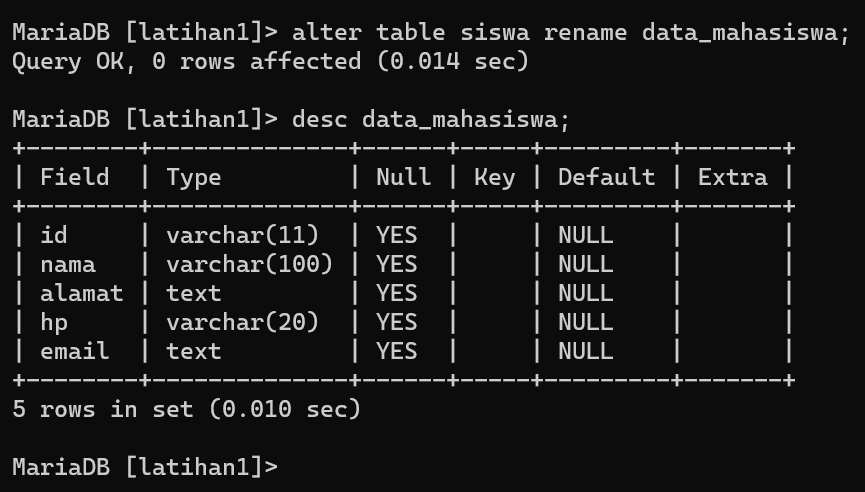 MariaDB [latihan1]> alter table siswa rename data_mahasiswa;
Query OK, 0 rows affected (0.014 sec)

MariaDB [latihan1]> desc data_mahasiswa;
+--------+--------------+------+-----+---------+-------+
| Field  | Type         | Null | Key | Default | Extra |
+--------+--------------+------+-----+---------+-------+
| id     | varchar(11)  | YES  |     | NULL    |       |
| nama   | varchar(100) | YES  |     | NULL    |       |
| alamat | text         | YES  |     | NULL    |       |
| hp     | varchar(20)  | YES  |     | NULL    |       |
| email  | text         | YES  |     | NULL    |       |
+--------+--------------+------+-----+---------+-------+
5 rows in set (0.010 sec)

MariaDB [latihan1]>